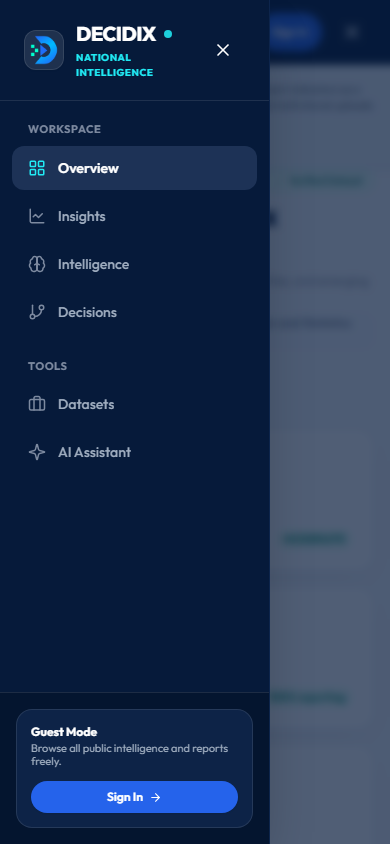 DECIDIX
NATIONAL
INTELLIGENCE
WORKSPACE
Overview
Insights
Intelligence
Decisions
TOOLS
Datasets
AI Assistant
Guest Mode
Browse all public intelligence and reports
freely.
Sign In →